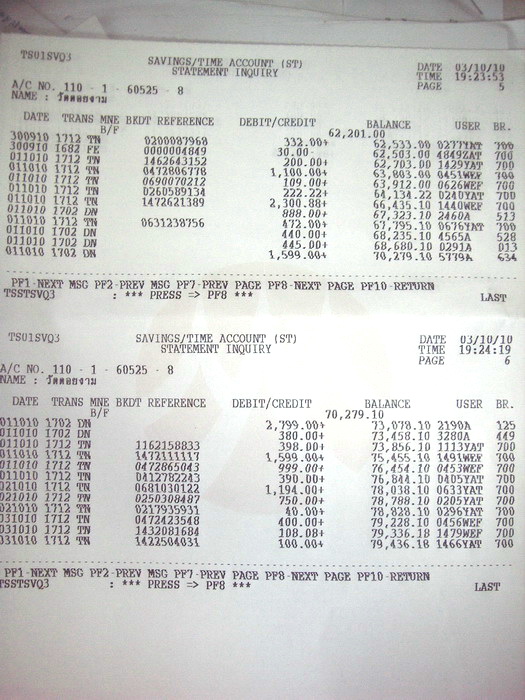 TS01SVQ3 SAVINGS/TIME ACCOUNT (ST) DATE 03/10/10
STATEMENT INQUIRY TIME 19:23:53
PAGE 5
A/C NO. 110 - 1 - 60525 - 8
NAME : วัดดอยงาม
DATE TRANS MNE BKDT REFERENCE DEBIT/CREDIT BALANCE USER BR.
B/F 62,201.00
300910 1712 TN 0200087968 332.00+ 62,533.00 0277YAT 700
300910 1682 FE 0000004849 30.00- 62,503.00 4849ZAT 700
011010 1712 TN 1462643152 200.00+ 62,703.00 1429YAT 700
011010 1712 TN 0472806778 1,100.00+ 63,803.00 0451WEF 700
011010 1712 TN 0690070212 109.00+ 63,912.00 0626WEF 700
011010 1712 TN 0260589134 222.22+ 64,134.22 0240YAT 700
011010 1712 TN 1472621389 2,300.88+ 66,435.10 1440WEF 700
011010 1702 DN 888.00+ 67,323.10 2460A 513
011010 1712 TN 0631238756 472.00+ 67,795.10 0676YAT 700
011010 1702 DN 440.00+ 68,235.10 4565A 528
011010 1702 DN 445.00+ 68,680.10 0291A 013
011010 1702 DN 1,599.00+ 70,279.10 5779A 634
PF1-NEXT MSG PF2-PREV MSG PF7-PREV PAGE PF8-NEXT PAGE PF10-RETURN
TSSTSVQ3 : *** PRESS => PF8 *** LAST
TS01SVQ3 SAVINGS/TIME ACCOUNT (ST) DATE 03/10/10
STATEMENT INQUIRY TIME 19:24:19
PAGE 6
A/C NO. 110 - 1 - 60525 - 8
NAME : วัดดอยงาม
DATE TRANS MNE BKDT REFERENCE DEBIT/CREDIT BALANCE USER BR.
B/F 70,279.10
011010 1702 DN 2,799.00+ 73,078.10 2190A 125
011010 1702 DN 380.00+ 73,458.10 3280A 449
011010 1712 TN 1162158833 398.00+ 73,856.10 1113YAT 700
011010 1712 TN 1472111117 1,599.00+ 75,455.10 1491WEF 700
011010 1712 TN 0472865043 999.00+ 76,454.10 0453WEF 700
011010 1712 TN 0412782243 390.00+ 76,844.10 0405YAT 700
021010 1712 TN 0681030122 1,194.00+ 78,038.10 0633YAT 700
021010 1712 TN 0250308487 750.00+ 78,788.10 0205YAT 700
021010 1712 TN 0217935931 40.00+ 78,828.10 0296YAT 700
031010 1712 TN 0472423548 400.00+ 79,228.10 0456WEF 700
031010 1712 TN 1432081684 108.08+ 79,336.18 1479WEF 700
031010 1712 TN 1422504031 100.00+ 79,436.18 1466YAT 700
PF1-NEXT MSG PF2-PREV MSG PF7-PREV PAGE PF8-NEXT PAGE PF10-RETURN
TSSTSVQ3 : *** PRESS => PF8 *** LAST